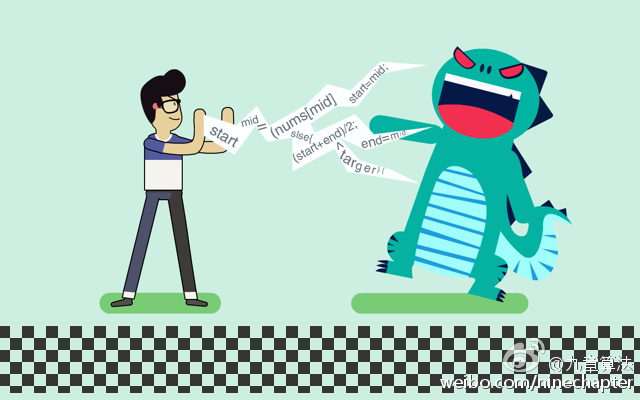 start
mid
=
(nums[mid]
start=mid;
else{
(start+end)/2;
end=mid
<targer){
@九章算法
weibo.com/ninechapter